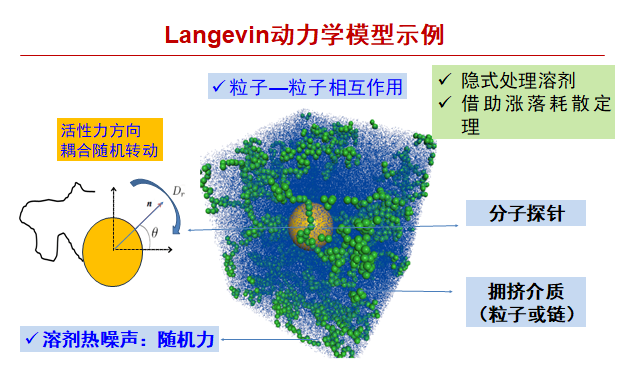 Langevin动力学模型示例
✓ 粒子—粒子相互作用
✓ 隐式处理溶剂
✓ 借助涨落耗散定
理
活性力方向
耦合随机转动
D_r
n
θ
分子探针
拥挤介质
（粒子或链）
✓ 溶剂热噪声：随机力